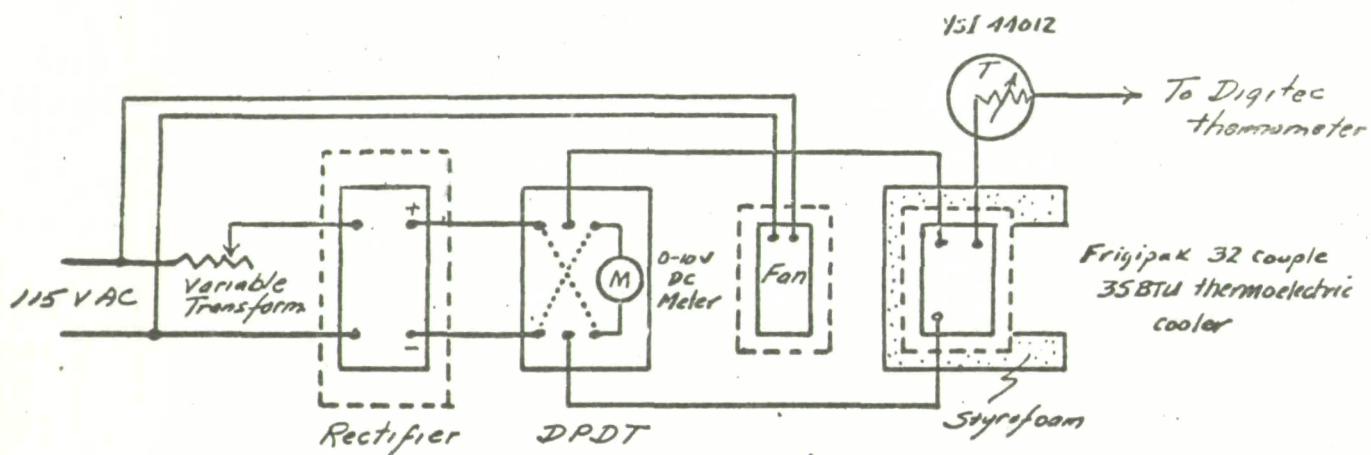 YSI 44012
T
To Digitec
thermometer
115 V AC
Variable
Transform
+
-
M
0-10V
DC
Meter
Fan
Frigipak 32 couple
35 BTU thermoelectric
cooler
Rectifier
DPDT
Styrofoam